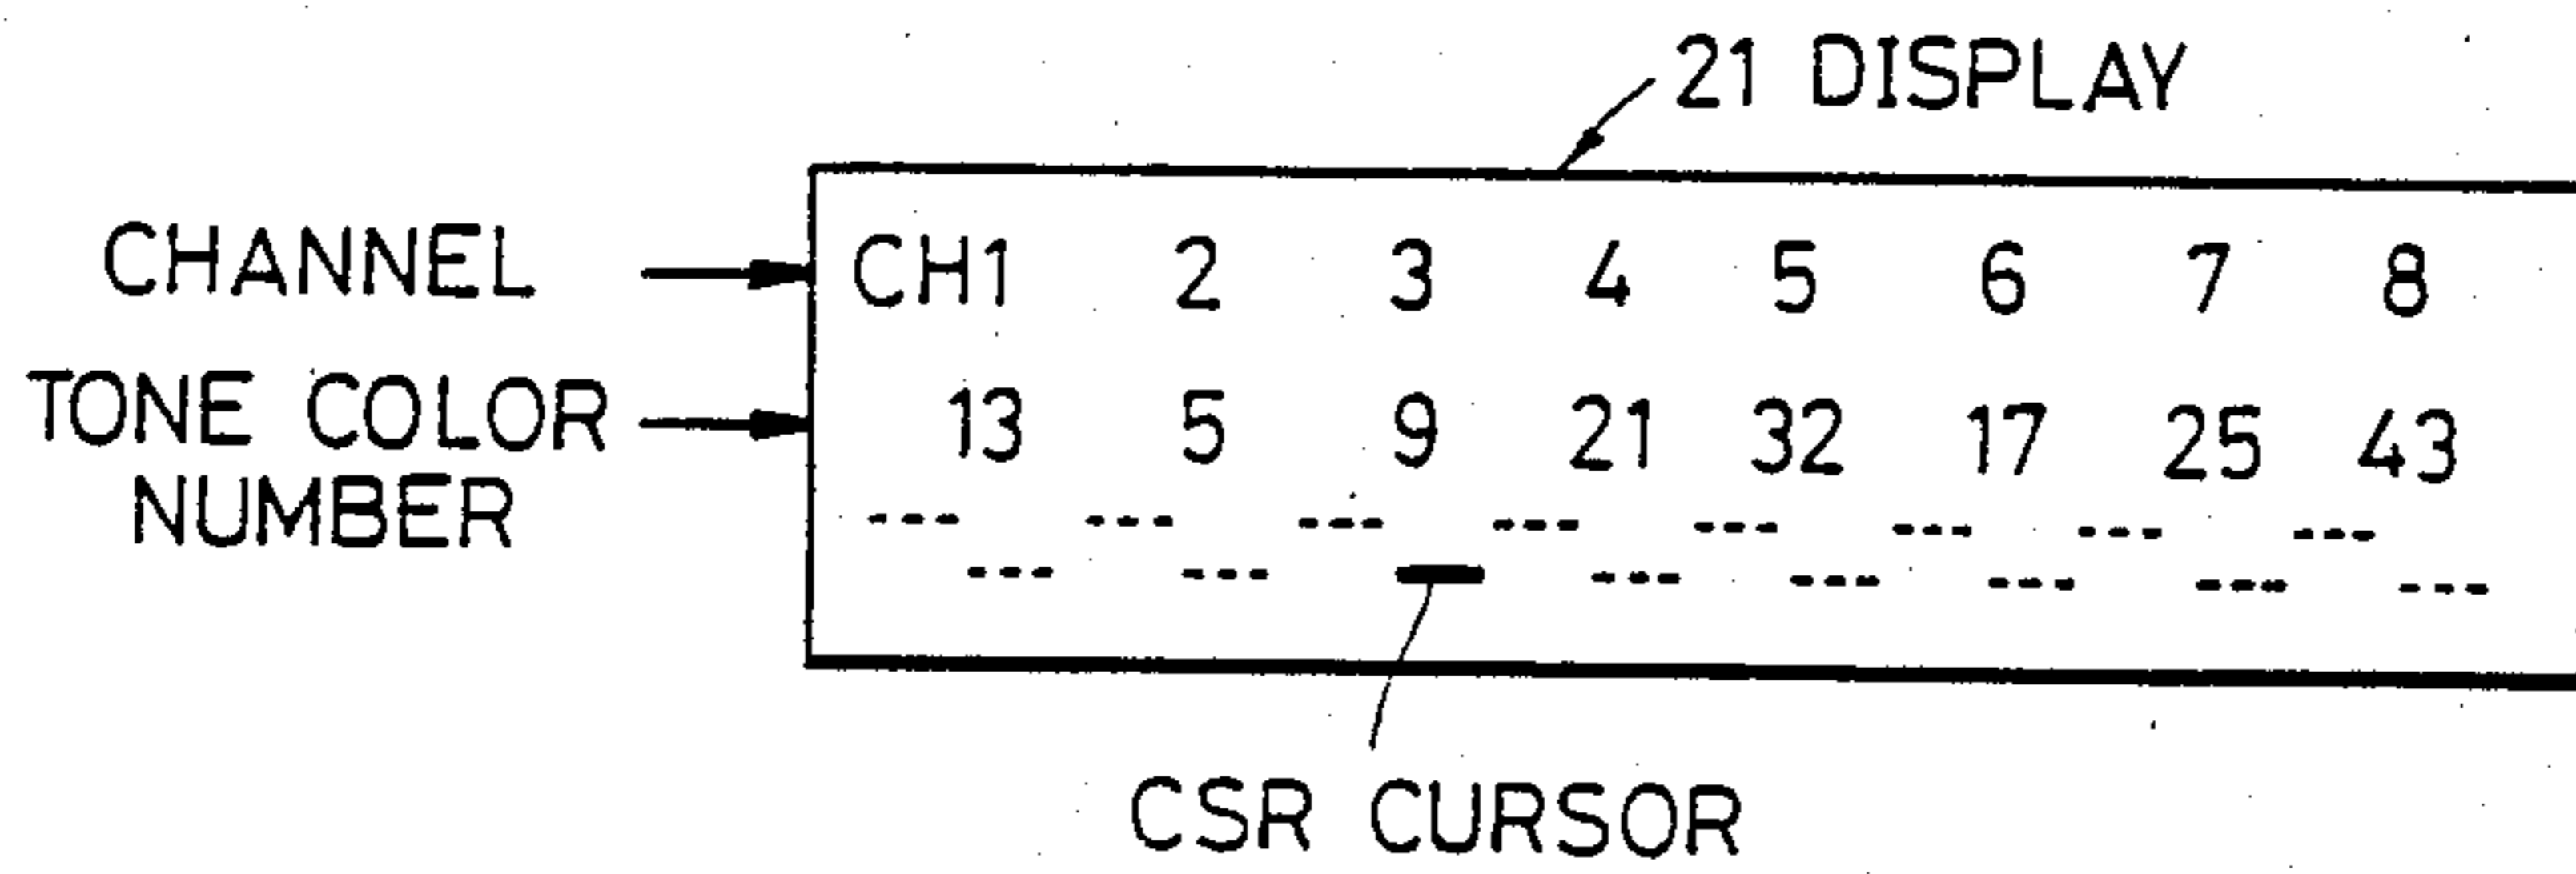 21 DISPLAY
CHANNEL CH1 2 3 4 5 6 7 8
TONE COLOR 13 5 9 21 32 17 25 43
NUMBER
CSR CURSOR